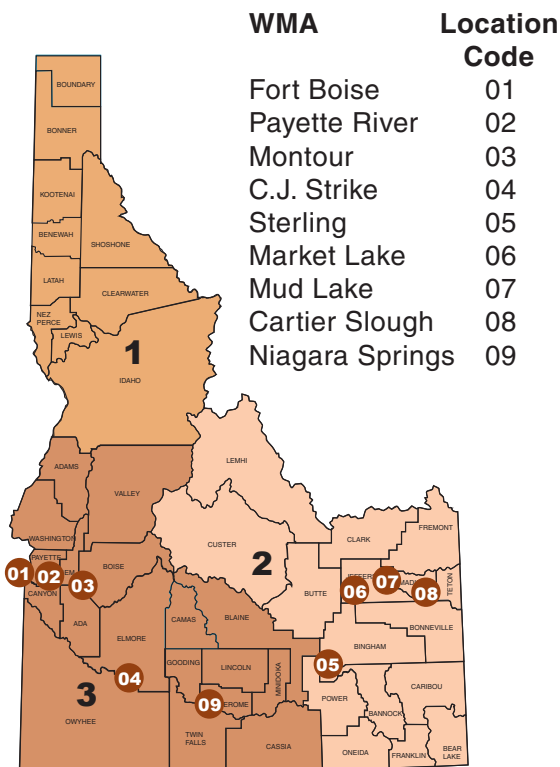 WMA Location Code
Fort Boise 01
Payette River 02
Montour 03
C.J. Strike 04
Sterling 05
Market Lake 06
Mud Lake 07
Cartier Slough 08
Niagara Springs 09
BOUNDARY
BONNER
KOOTENAI
BENEWAH
SHOSHONE
LATAH
CLEARWATER
NEZ PERCE
LEWIS
1
IDAHO
ADAMS
LEMHI
VALLEY
WASHINGTON
CUSTER
CLARK
FREMONT
2
PAYETTE
BOISE
01
02
03
CANYON
BUTTE
06
07
08
TETON
ADA
ELMORE
CAMAS
BLAINE
BONNEVILLE
BINGHAM
GOODING
LINCOLN
MINIDOKA
05
04
3
09
OWYHEE
POWER
CARIBOU
BANNOCK
TWIN FALLS
CASSIA
ONEIDA
FRANKLIN
BEAR LAKE